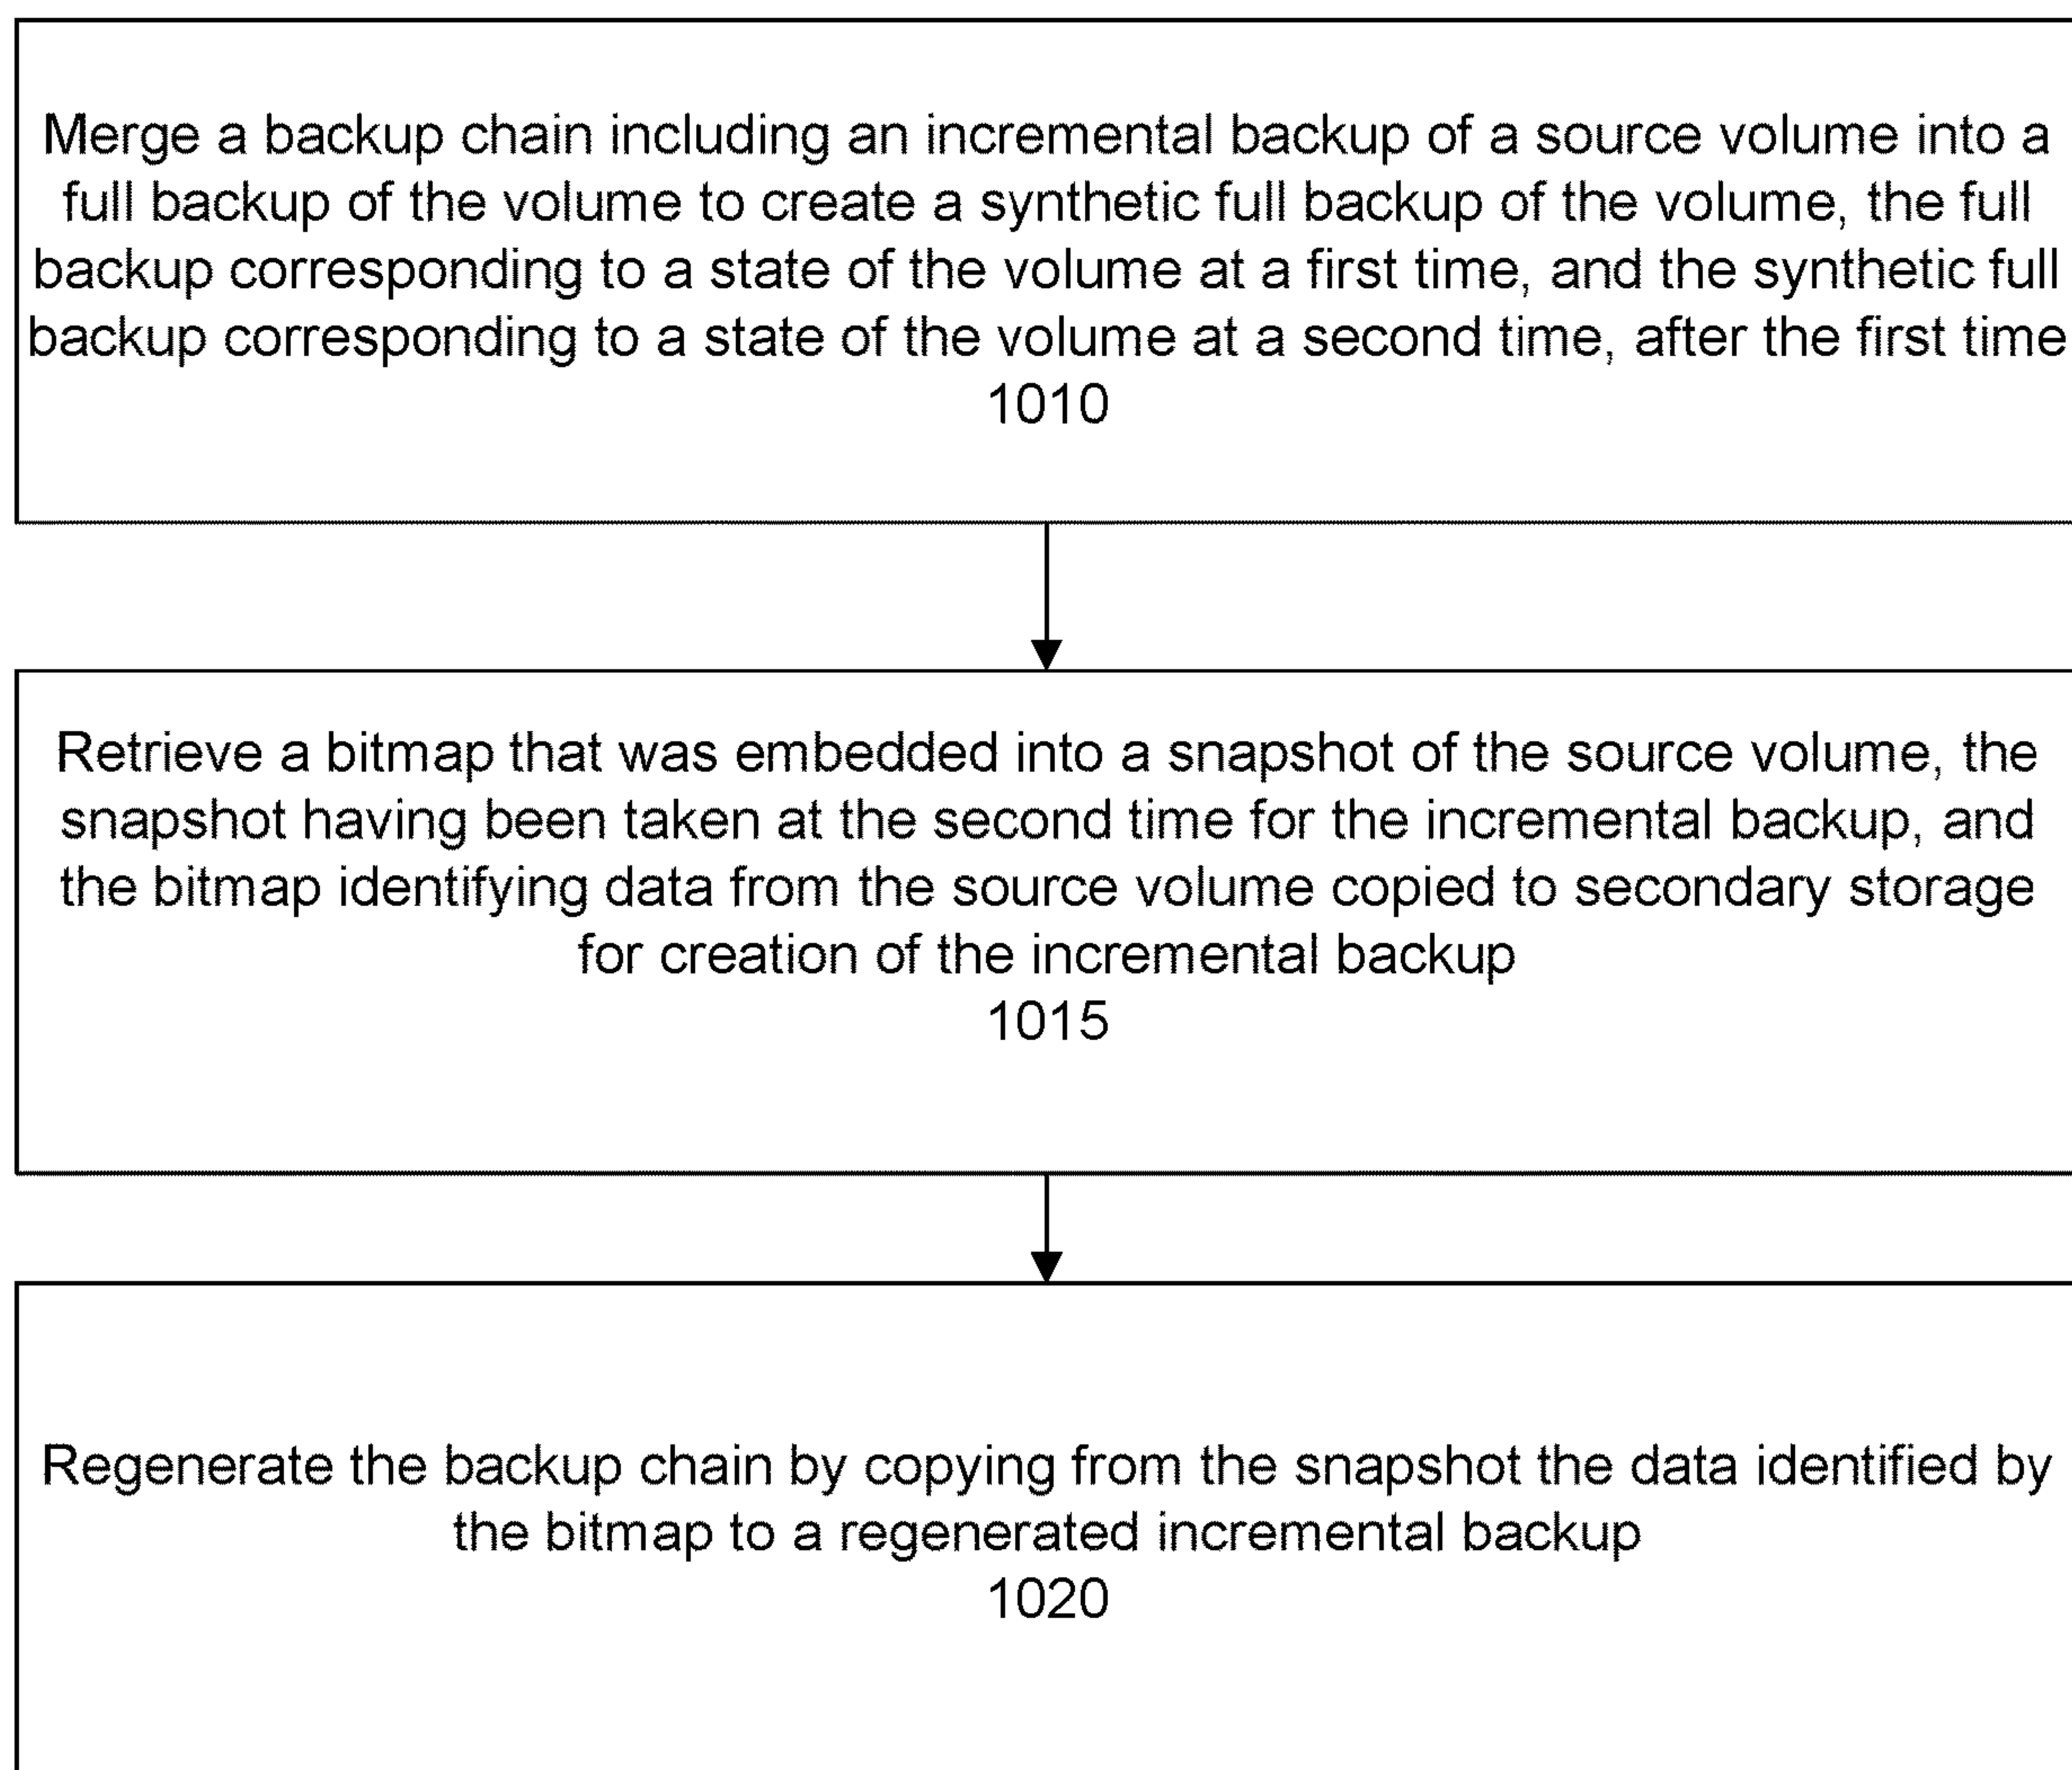 Merge a backup chain including an incremental backup of a source volume into a
full backup of the volume to create a synthetic full backup of the volume, the full
backup corresponding to a state of the volume at a first time, and the synthetic full
backup corresponding to a state of the volume at a second time, after the first time
1010
Retrieve a bitmap that was embedded into a snapshot of the source volume, the
snapshot having been taken at the second time for the incremental backup, and
the bitmap identifying data from the source volume copied to secondary storage
for creation of the incremental backup
1015
Regenerate the backup chain by copying from the snapshot the data identified by
the bitmap to a regenerated incremental backup
1020